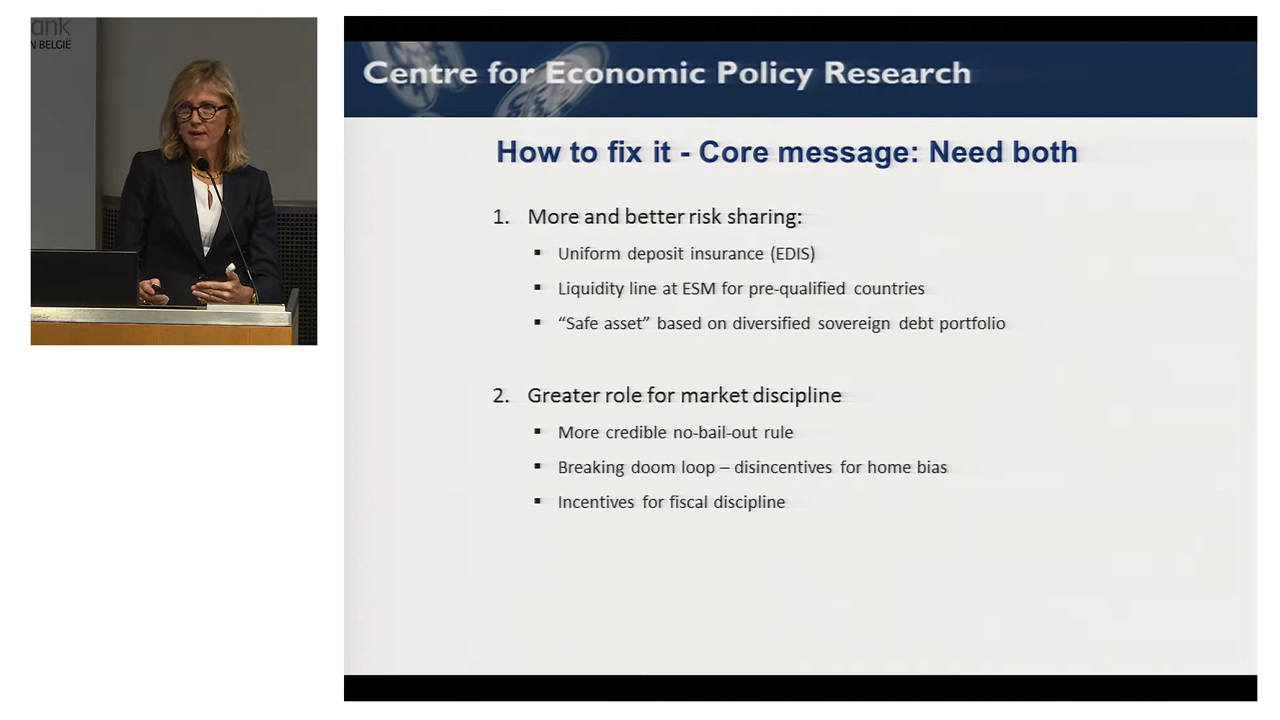 ank
N BELGIË
Centre for Economic Policy Research
How to fix it - Core message: Need both
1. More and better risk sharing:
▪ Uniform deposit insurance (EDIS)
▪ Liquidity line at ESM for pre-qualified countries
▪ “Safe asset” based on diversified sovereign debt portfolio
2. Greater role for market discipline
▪ More credible no-bail-out rule
▪ Breaking doom loop – disincentives for home bias
▪ Incentives for fiscal discipline